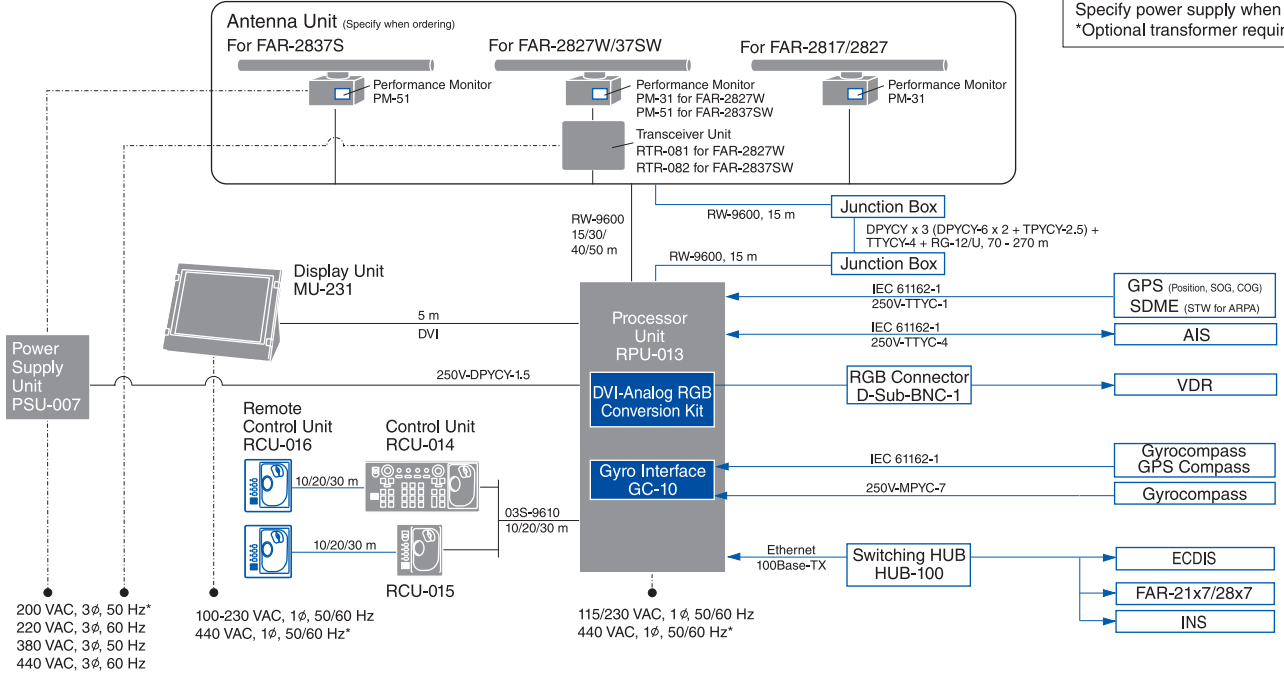 Specify power supply when
*Optional transformer requir
Antenna Unit (Specify when ordering)
For FAR-2837S
For FAR-2827W/37SW
For FAR-2817/2827
Performance Monitor
PM-51
Performance Monitor
PM-31 for FAR-2827W
PM-51 for FAR-2837SW
Performance Monitor
PM-31
Transceiver Unit
RTR-081 for FAR-2827W
RTR-082 for FAR-2837SW
RW-9600
15/30/
40/50 m
RW-9600, 15 m
Junction Box
DPYCY x 3 (DPYCY-6 x 2 + TPYCY-2.5) +
TTYCY-4 + RG-12/U, 70 - 270 m
RW-9600, 15 m
Junction Box
Display Unit
MU-231
5 m
DVI
Processor
Unit
RPU-013
IEC 61162-1
250V-TTYC-1
GPS (Position, SOG, COG)
SDME (STW for ARPA)
IEC 61162-1
250V-TTYC-4
AIS
Power
Supply
Unit
PSU-007
250V-DPYCY-1.5
DVI-Analog RGB
Conversion Kit
RGB Connector
D-Sub-BNC-1
VDR
Remote
Control Unit
RCU-016
Control Unit
RCU-014
10/20/30 m
Gyro Interface
GC-10
IEC 61162-1
Gyrocompass
GPS Compass
250V-MPYC-7
Gyrocompass
03S-9610
10/20/30 m
10/20/30 m
RCU-015
Ethernet
100Base-TX
Switching HUB
HUB-100
ECDIS
FAR-21x7/28x7
INS
200 VAC, 3ø, 50 Hz*
220 VAC, 3ø, 60 Hz
380 VAC, 3ø, 50 Hz
440 VAC, 3ø, 60 Hz
100-230 VAC, 1ø, 50/60 Hz
440 VAC, 1ø, 50/60 Hz*
115/230 VAC, 1ø, 50/60 Hz
440 VAC, 1ø, 50/60 Hz*